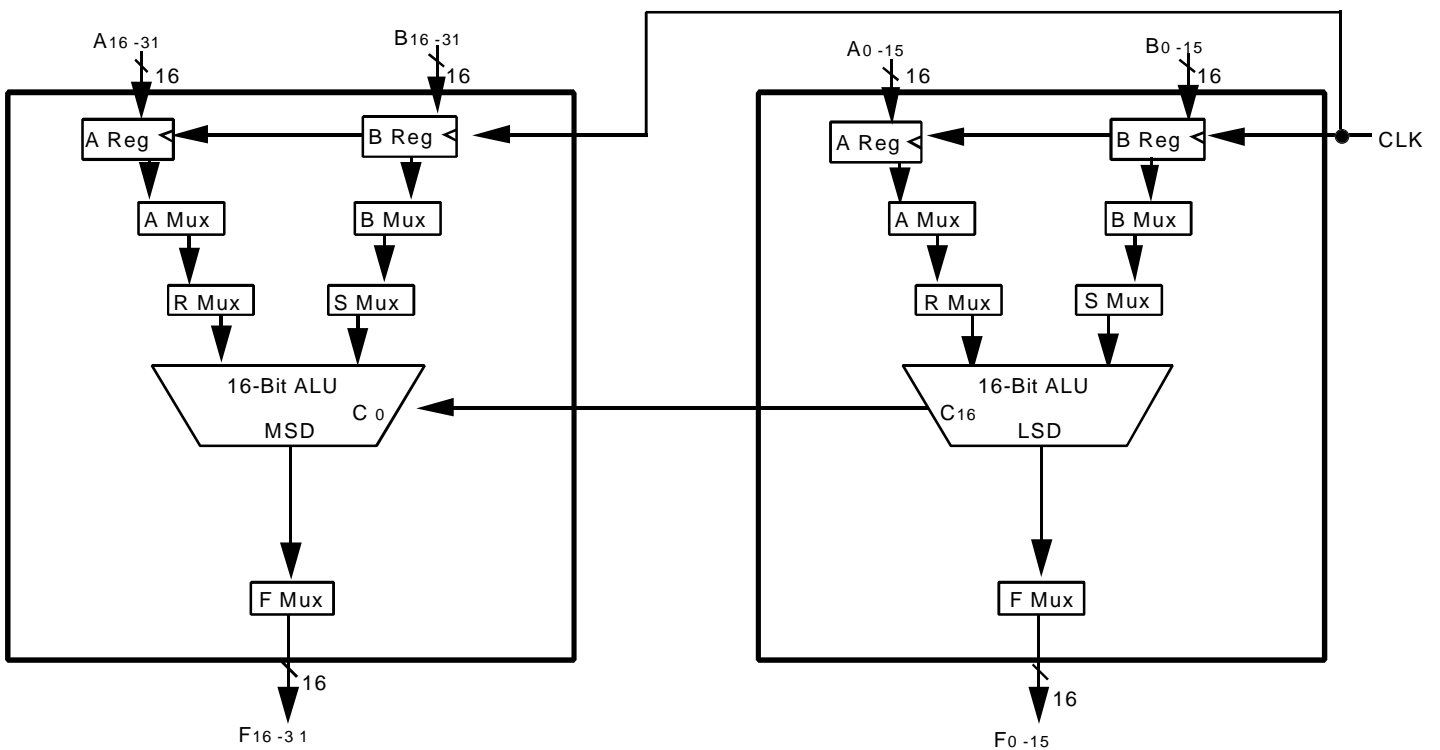 A16 -31
16
B16 -31
16
A0 -15
16
B0 -15
16
A Reg
B Reg
A Reg
B Reg
CLK
A Mux
B Mux
A Mux
B Mux
R Mux
S Mux
R Mux
S Mux
16-Bit ALU
C 0
MSD
16-Bit ALU
C16
LSD
F Mux
F Mux
16
16
F16 -3 1
F0 -15